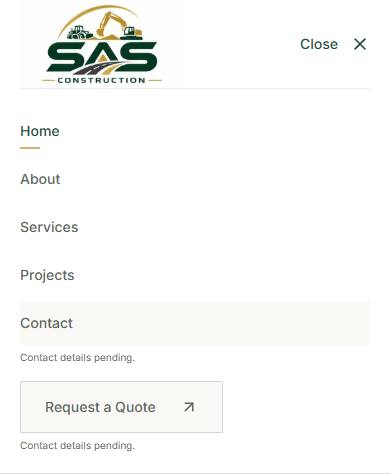 SAS
CONSTRUCTION
Close
Home
About
Services
Projects
Contact
Contact details pending.
Request a Quote
Contact details pending.